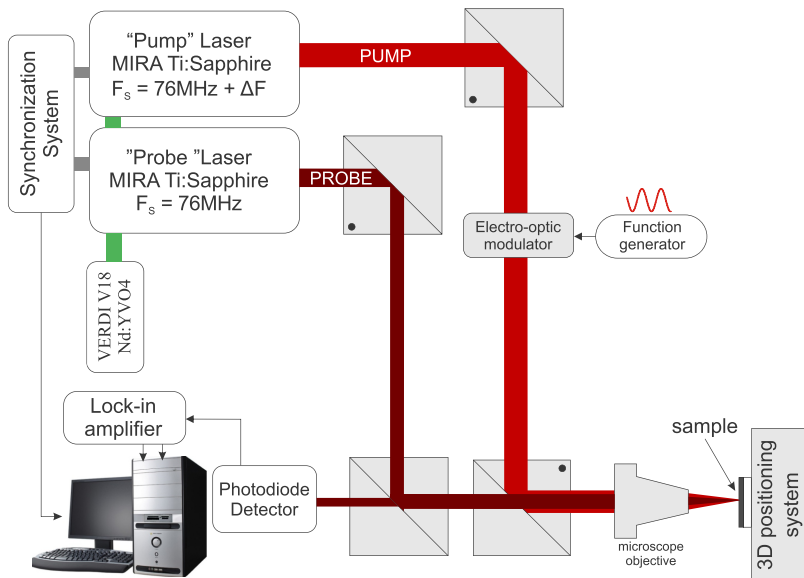 "Pump" Laser
MIRA Ti:Sapphire
Fₛ = 76MHz + ΔF
PUMP
Synchronization
System
"Probe "Laser
MIRA Ti:Sapphire
Fₛ = 76MHz
PROBE
Electro-optic
modulator
Function
generator
VERDI V18
Nd:YVO4
Lock-in
amplifier
Photodiode
Detector
sample
microscope
objective
3D positioning
system